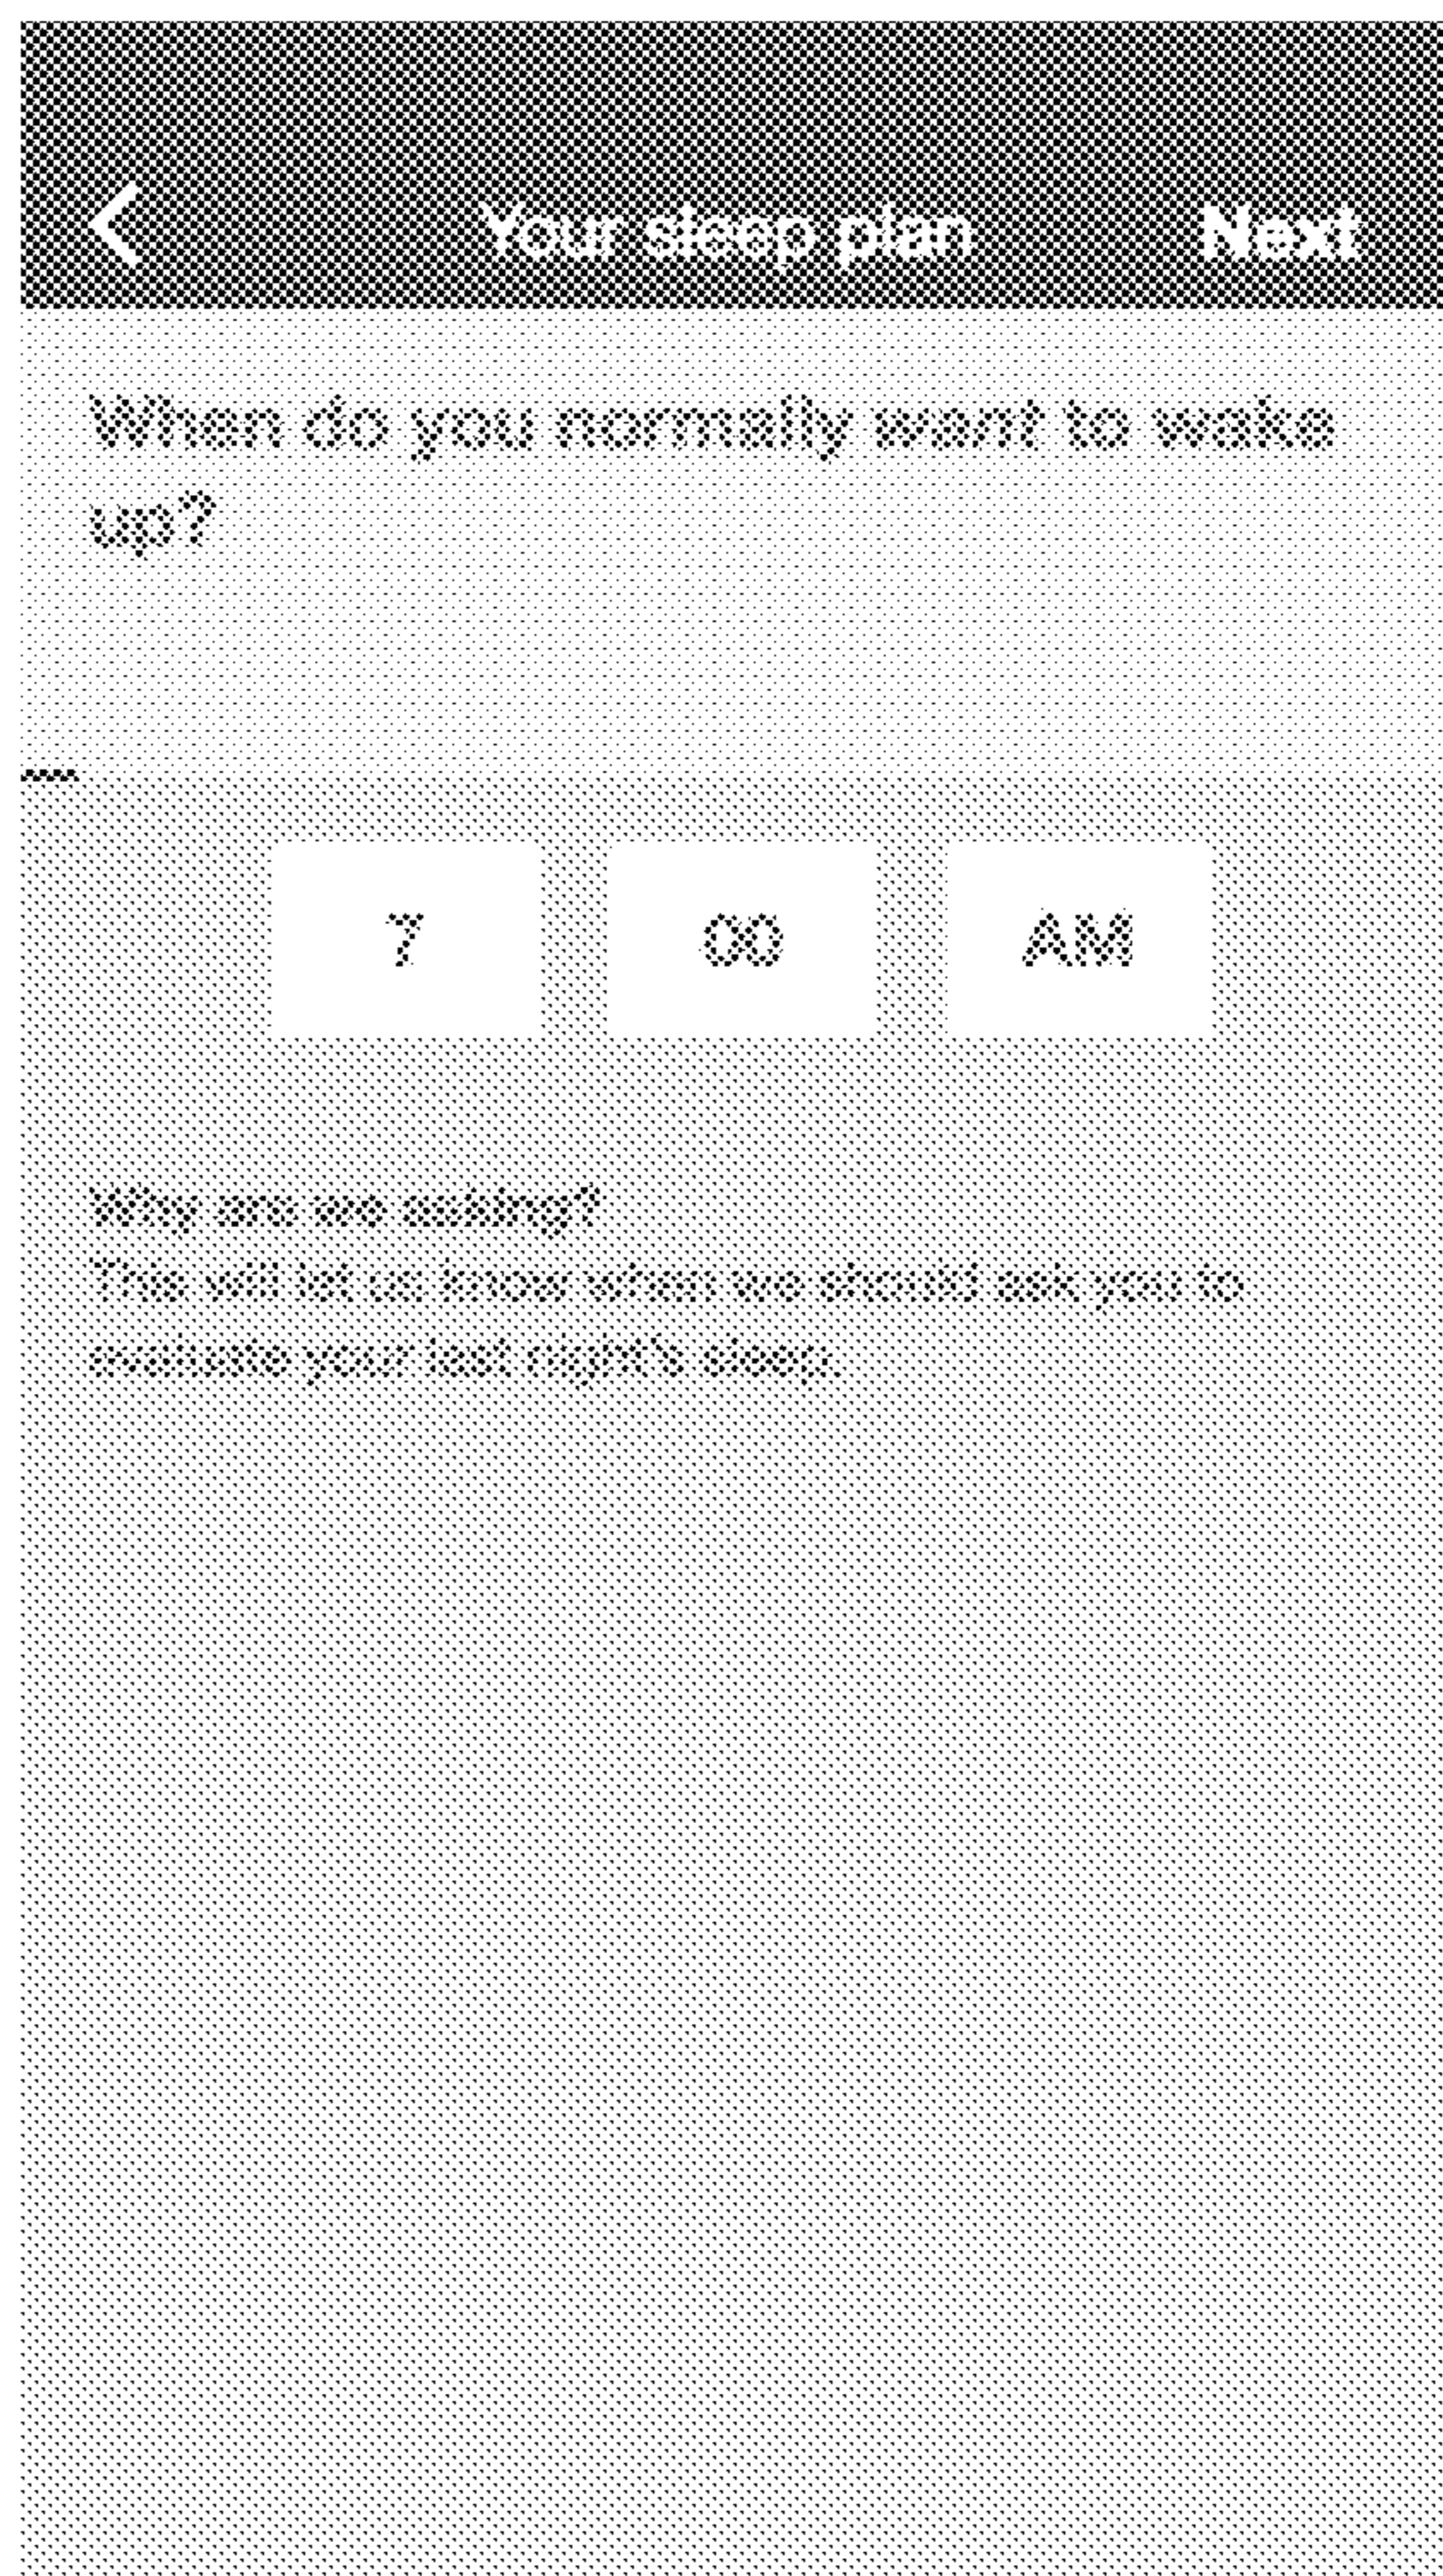 Your sleep plan
Next
When do you normally want to wake
up?
7
00
AM
Why are we asking?
This will let us know when we should ask you to
evaluate your last night's sleep.